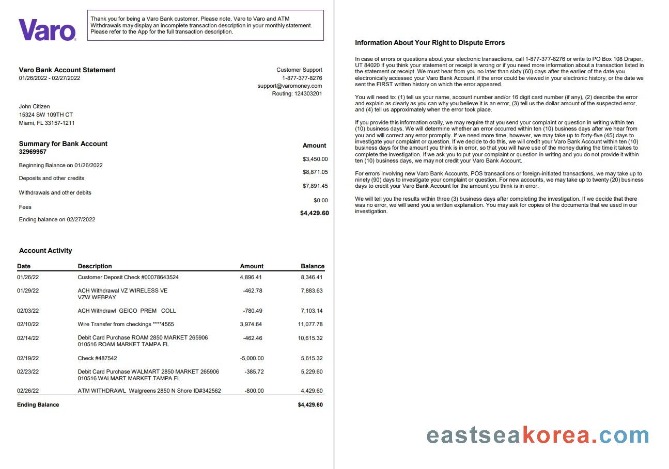 Varo
Thank you for being a Varo Bank customer. Please note, Varo to Varo and ATM
Withdrawals may display an incomplete transaction description in your monthly statement.
Please refer to the App for the full transaction description.
Varo Bank Account Statement
01/26/2022 - 02/27/2022
Customer Support
1-877-377-8276
support@varomoney.com
Routing: 124303201
John Citizen
15324 SW 109TH CT
Miami, FL 33157-1211
Summary for Bank Account
32969967
Amount
$3,450.00
Beginning Balance on 01/26/2022
$8,871.05
Deposits and other credits
$7,891.45
Withdrawals and other debits
$0.00
Fees
$4,429.60
Ending balance on 02/27/2022
Account Activity
Date Description Amount Balance
01/26/22 Customer Deposit Check #00078643524 4,896.41 8,346.41
01/29/22 ACH Withdrawal VZ WIRELESS VE -462.78 7,883.63
VZW WEBPAY
02/03/22 ACH Withdrawl GEICO PREM COLL -780.49 7,103.14
02/10/22 Wire Transfer from checkings ****4565 3,974.64 11,077.78
02/14/22 Debit Card Purchase ROAM 2850 MARKET 265906 -462.46 10,615.32
010516 ROAM MARKET TAMPA FL
02/19/22 Check #487542 -5,000.00 5,615.32
02/23/22 Debit Card Purchase WALMART 2850 MARKET 265906 -385.72 5,229.60
010516 WALMART MARKET TAMPA FL
02/26/22 ATM WITHDRAWL Walgreens 2850 N Shore ID#342562 -800.00 4,429.60
Ending Balance $4,429.60
Information About Your Right to Dispute Errors
In case of errors or questions about your electronic transactions, call 1-877-377-8276 or write to PO Box 108 Draper,
UT 84020 if you think your statement or receipt is wrong or if you need more information about a transaction listed in
the statement or receipt. We must hear from you no later than sixty (60) days after the earlier of the date you
electronically accessed your Varo Bank Account, if the error could be viewed in your electronic history, or the date we
sent the FIRST written history on which the error appeared.
You will need to: (1) tell us your name, account number and/or 16 digit card number (if any), (2) describe the error
and explain as clearly as you can why you believe it is an error, (3) tell us the dollar amount of the suspected error,
and (4) tell us approximately when the error took place.
If you provide this information orally, we may require that you send your complaint or question in writing within ten
(10) business days. We will determine whether an error occurred within ten (10) business days after we hear from
you and will correct any error promptly. If we need more time, however, we may take up to forty-five (45) days to
investigate your complaint or question. If we decide to do this, we will credit your Varo Bank Account within ten (10)
business days for the amount you think is in error, so that you will have use of the money during the time it takes to
complete the investigation. If we ask you to put your complaint or question in writing and you do not provide it within
ten (10) business days, we may not credit your Varo Bank Account.
For errors involving new Varo Bank Accounts, POS transactions or foreign-initiated transactions, we may take up to
ninety (90) days to investigate your complaint or question. For new accounts, we may take up to twenty (20) business
days to credit your Varo Bank Account for the amount you think is in error.
We will tell you the results within three (3) business days after completing the investigation. If we decide that there
was no error, we will send you a written explanation. You may ask for copies of the documents that we used in our
investigation.
eastseakorea.com